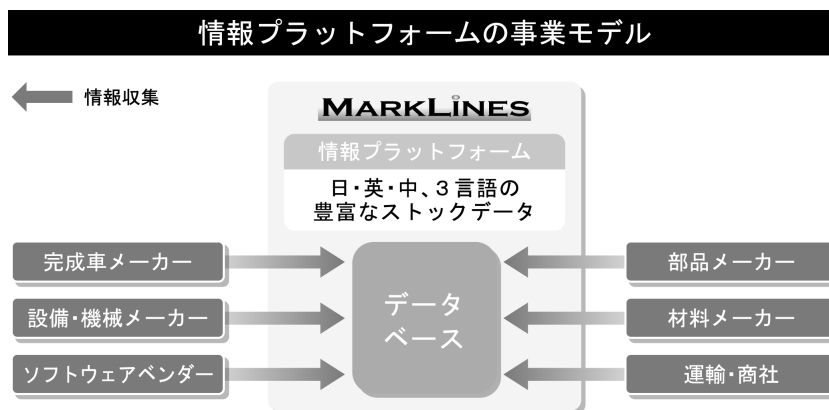 情報プラットフォームの事業モデル
情報収集
MARKLINES
情報プラットフォーム
日・英・中、3言語の
豊富なストックデータ
完成車メーカー
設備・機械メーカー
ソフトウェアベンダー
データ
ベース
部品メーカー
材料メーカー
運輸・商社